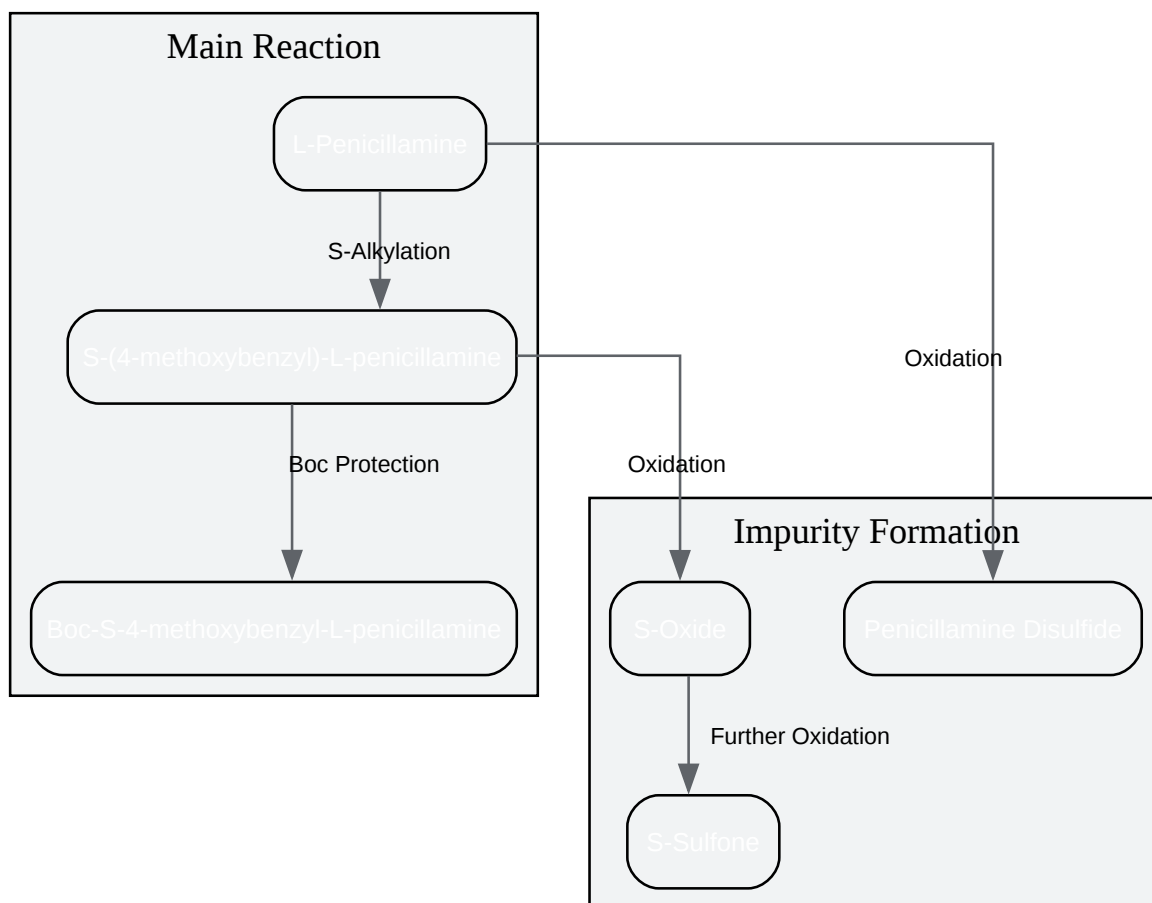 Main Reaction
L-Penicillamine
S-Alkylation
S-(4-methoxybenzyl)-L-penicillamine
Oxidation
Boc Protection
Oxidation
Impurity Formation
Boc-S-4-methoxybenzyl-L-penicillamine
S-Oxide
Penicillamine Disulfide
Further Oxidation
S-Sulfone